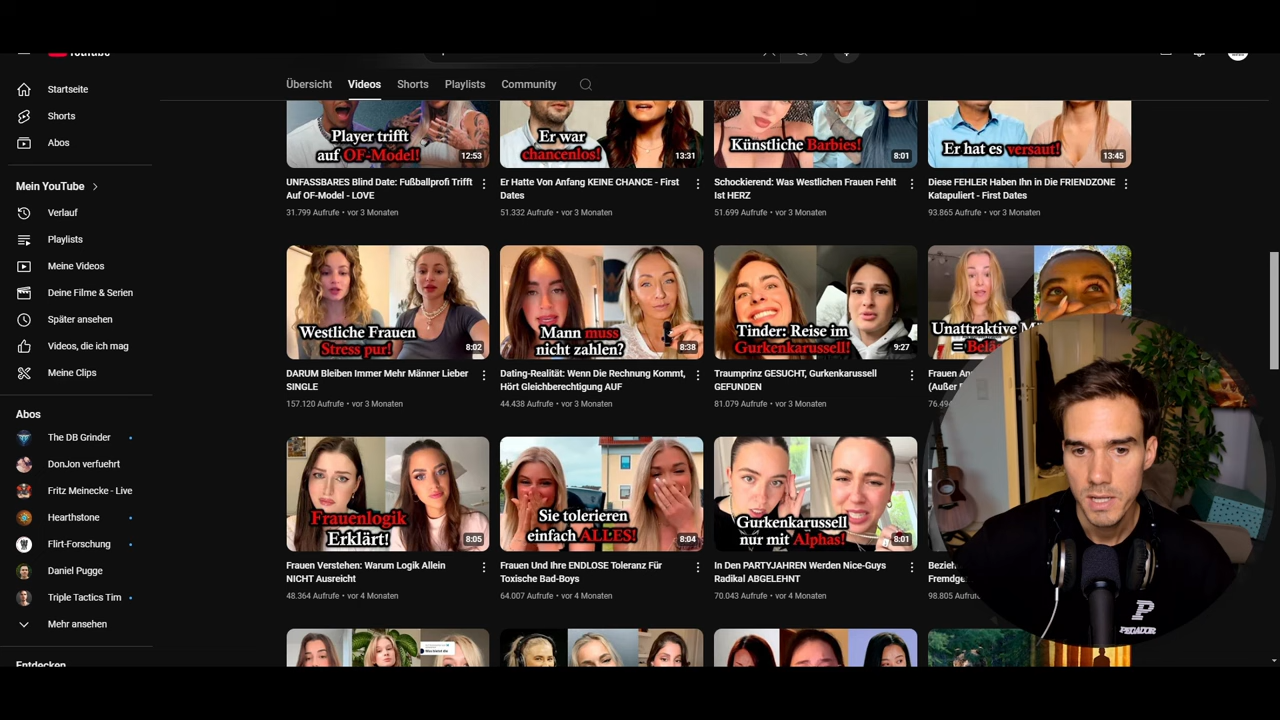 YouTube
Startseite
Shorts
Abos
Mein YouTube
Verlauf
Playlists
Meine Videos
Deine Filme & Serien
Später ansehen
Videos, die ich mag
Meine Clips
Abos
The DB Grinder
DonJon verfuehrt
Fritz Meinecke - Live
Hearthstone
Flirt-Forschung
Daniel Pugge
Triple Tactics Tim
Mehr ansehen
Entdecken
Übersicht
Videos
Shorts
Playlists
Community
Player trifft
auf OF-Model!
12:53
UNFASSBARES Blind Date: Fußballprofi Trifft
Auf OF-Model - LOVE
31.799 Aufrufe • vor 3 Monaten
Er war
chancenlos!
13:31
Er Hatte Von Anfang KEINE CHANCE - First
Dates
51.332 Aufrufe • vor 3 Monaten
Künstliche Barbies!
8:01
Schockierend: Was Westlichen Frauen Fehlt
Ist HERZ
51.699 Aufrufe • vor 3 Monaten
Er hat es versaut!
13:45
Diese FEHLER Haben Ihn in Die FRIENDZONE
Katapuliert - First Dates
93.865 Aufrufe • vor 3 Monaten
Westliche Frauen
Stress pur!
8:02
DARUM Bleiben Immer Mehr Männer Lieber
SINGLE
157.120 Aufrufe • vor 3 Monaten
Mann muss
nicht zahlen?
8:38
Dating-Realität: Wenn Die Rechnung Kommt,
Hört Gleichberechtigung AUF
44.438 Aufrufe • vor 3 Monaten
Tinder: Reise im
Gurkenkarussell!
9:27
Traumprinz GESUCHT, Gurkenkarussell
GEFUNDEN
81.079 Aufrufe • vor 3 Monaten
Unattraktive
=
Frauen
(Außer
76.49
Frauenlogik
Erklärt!
8:05
Frauen Verstehen: Warum Logik Allein
NICHT Ausreicht
48.364 Aufrufe • vor 4 Monaten
Sie tolerieren
einfach ALLES!
8:04
Frauen Und Ihre ENDLOSE Toleranz Für
Toxische Bad-Boys
64.007 Aufrufe • vor 4 Monaten
Gurkenkarussell
nur mit Alphas!
8:01
In Den PARTYJAHREN Werden Nice-Guys
Radikal ABGELEHNT
70.043 Aufrufe • vor 4 Monaten
98.805
P